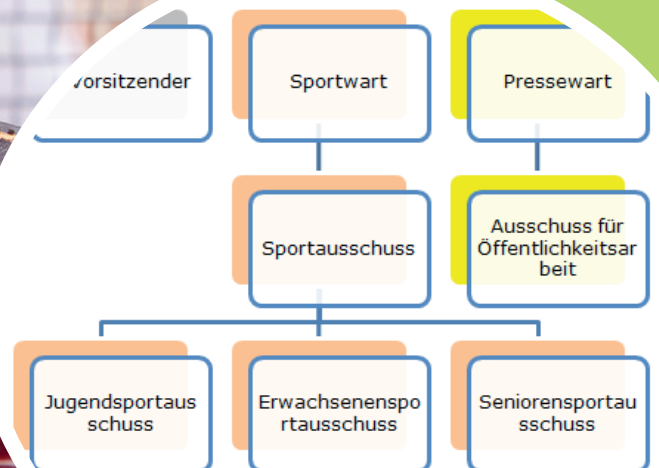 Vorsitzender
Sportwart
Pressewart
Sportausschuss
Ausschuss für
Öffentlichkeitsar
beit
Jugendsportaus
schuss
Erwachsenenspo
rtausschuss
Seniorensportau
sschuss